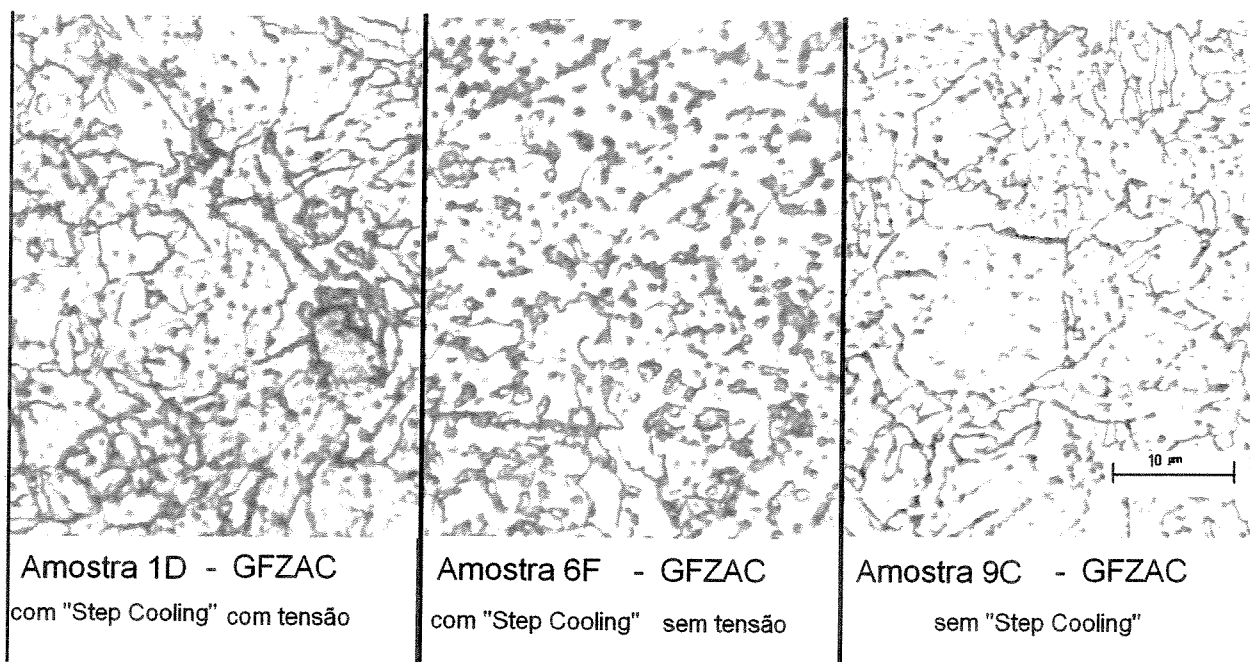 10 µm
Amostra 1D - GFZAC
com "Step Cooling" com tensão
Amostra 6F - GFZAC
com "Step Cooling" sem tensão
Amostra 9C - GFZAC
sem "Step Cooling"